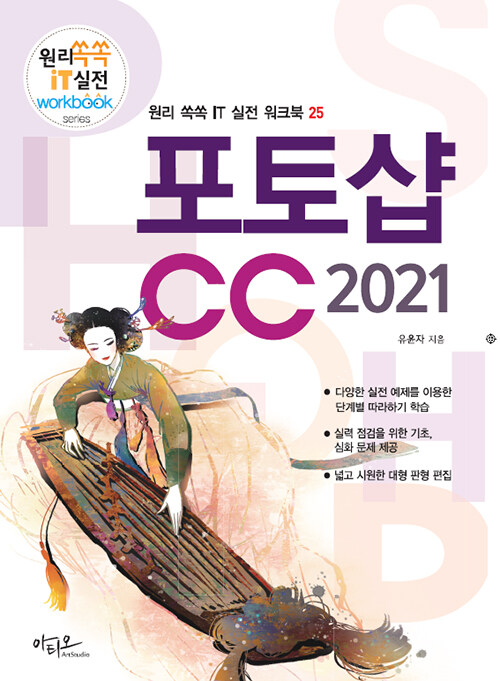 원리쏙쏙
iT실전
workbook
series
원리 쏙쏙 IT 실전 워크북 25
포토샵
CC 2021
유윤자 지음
● 다양한 실전 예제를 이용한
단계별 따라하기 학습
● 실력 점검을 위한 기초,
심화 문제 제공
● 넓고 시원한 대형 판형 편집
아티오
ArtStudio